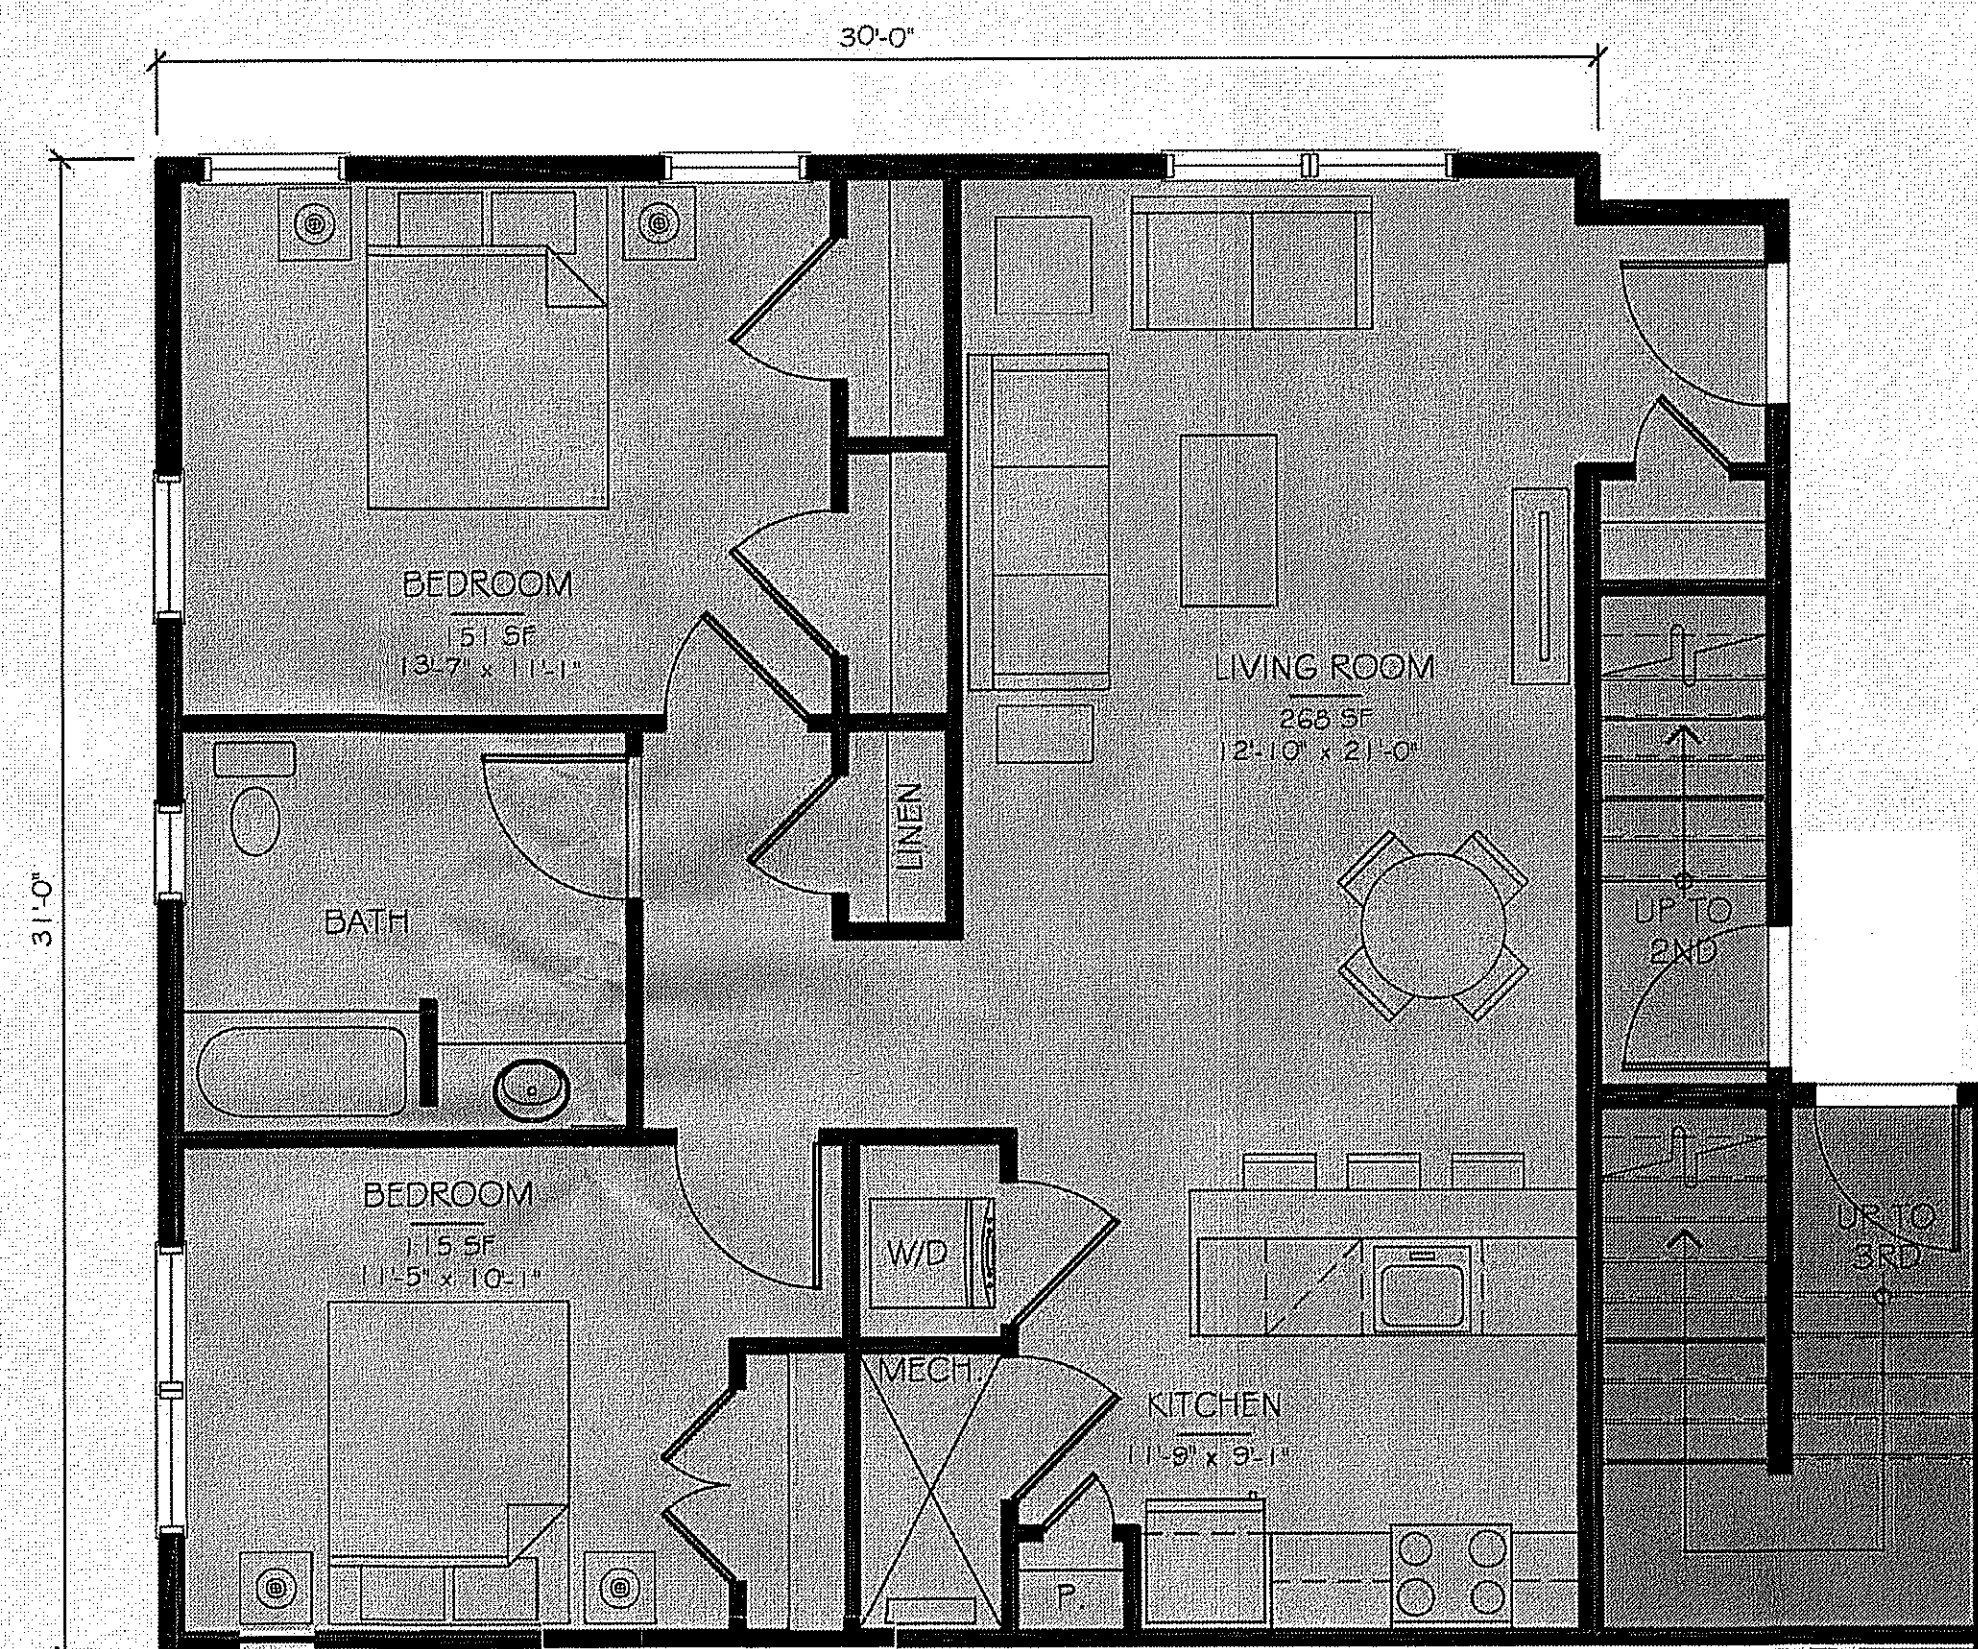 30'-0"
31'-0"
BEDROOM
151 SF
13'-7" x 11'-1"
LIVING ROOM
268 SF
12'-10" x 21'-0"
LINEN
BATH
UP TO
2ND
BEDROOM
115 SF
11'-5" x 10'-1"
W/D
UP TO
3RD
MECH.
KITCHEN
11'-9" x 9'-1"
P.